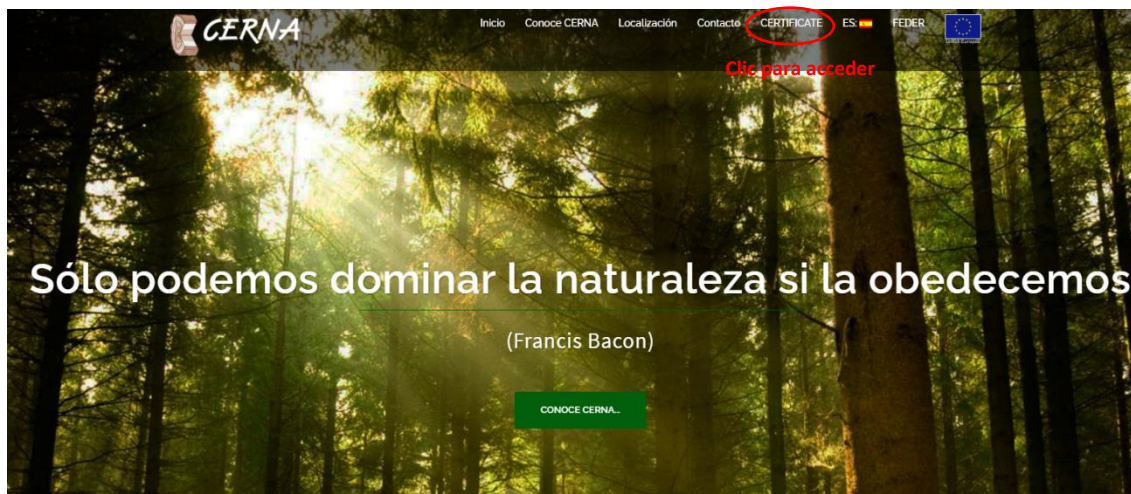 CERNA
Inicio Conoce CERNA Localización Contacto CERTIFICATE ES: FEDER
Clic para acceder
Sólo podemos dominar la naturaleza si la obedecemos
(Francis Bacon)
CONOCE CERNA...